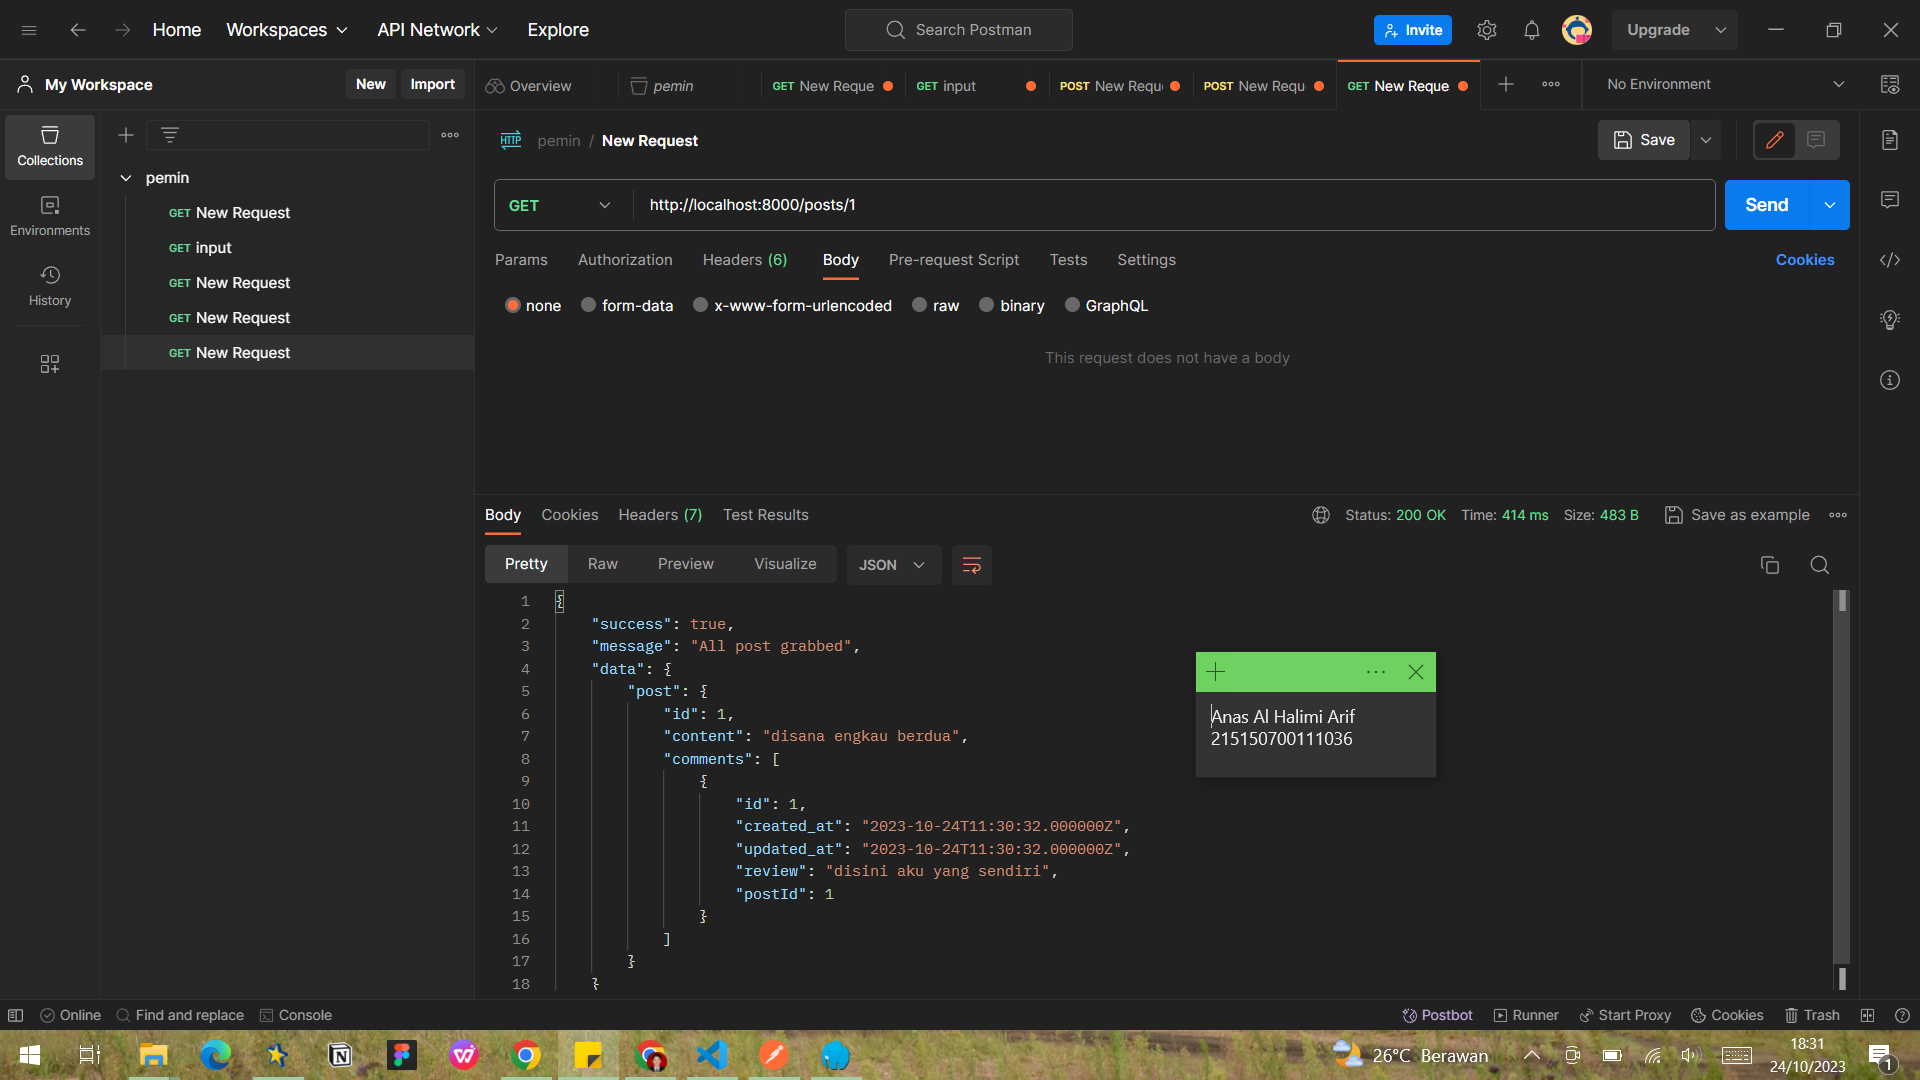 Home Workspaces API Network Explore Search Postman Invite Upgrade
My Workspace New Import Overview pemin GET New Reque GET input POST New Requ POST New Requ GET New Reque No Environment
Collections
Environments
History
pemin
GET New Request
GET input
GET New Request
GET New Request
GET New Request
HTTP pemin / New Request Save
GET http://localhost:8000/posts/1 Send
Params Authorization Headers (6) Body Pre-request Script Tests Settings Cookies
none form-data x-www-form-urlencoded raw binary GraphQL
This request does not have a body
Body Cookies Headers (7) Test Results Status: 200 OK Time: 414 ms Size: 483 B Save as example
Pretty Raw Preview Visualize JSON
1 {
2 "success": true,
3 "message": "All post grabbed",
4 "data": {
5 "post": {
6 "id": 1,
7 "content": "disana engkau berdua",
8 "comments": [
9 {
10 "id": 1,
11 "created_at": "2023-10-24T11:30:32.000000Z",
12 "updated_at": "2023-10-24T11:30:32.000000Z",
13 "review": "disini aku yang sendiri",
14 "postId": 1
15 }
16 ]
17 }
18 }
Anas Al Halimi Arif
215150700111036
Online Find and replace Console Postbot Runner Start Proxy Cookies Trash
26°C Berawan
18:31
24/10/2023
1